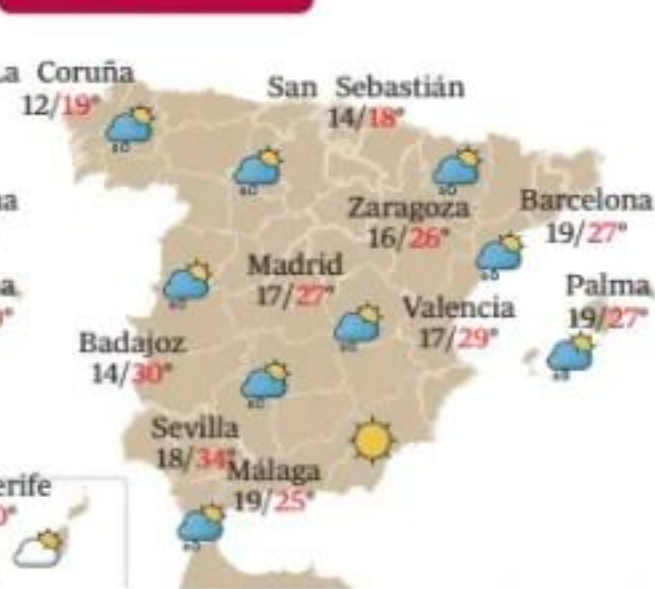 La Coruña
12/19°
San Sebastián
14/18°
Zaragoza
16/26°
Barcelona
19/27°
Madrid
17/27°
Valencia
17/29°
Palma
19/27°
Badajoz
14/30°
Sevilla
18/34°
Málaga
19/25°